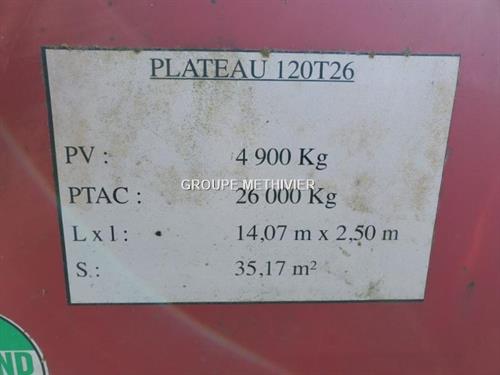 PLATEAU 120T26
PV : 4 900 Kg
PTAC : 26 000 Kg
GROUPE METHIVIER
L x l : 14,07 m x 2,50 m
S : 35,17 m²
ND